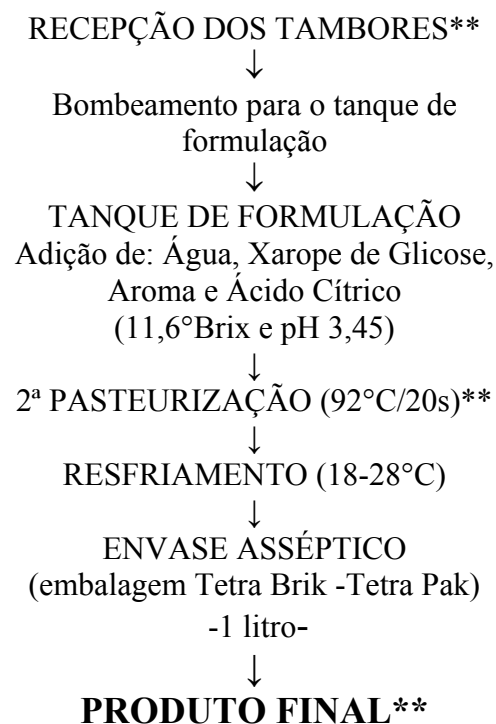 RECEPÇÃO DOS TAMBORES**
↓
Bombeamento para o tanque de
formulação
↓
TANQUE DE FORMULAÇÃO
Adição de: Água, Xarope de Glicose,
Aroma e Ácido Cítrico
(11,6°Brix e pH 3,45)
↓
2ª PASTEURIZAÇÃO (92°C/20s)**
↓
RESFRIAMENTO (18-28°C)
↓
ENVASE ASSÉPTICO
(embalagem Tetra Brik -Tetra Pak)
-1 litro-
↓
PRODUTO FINAL**